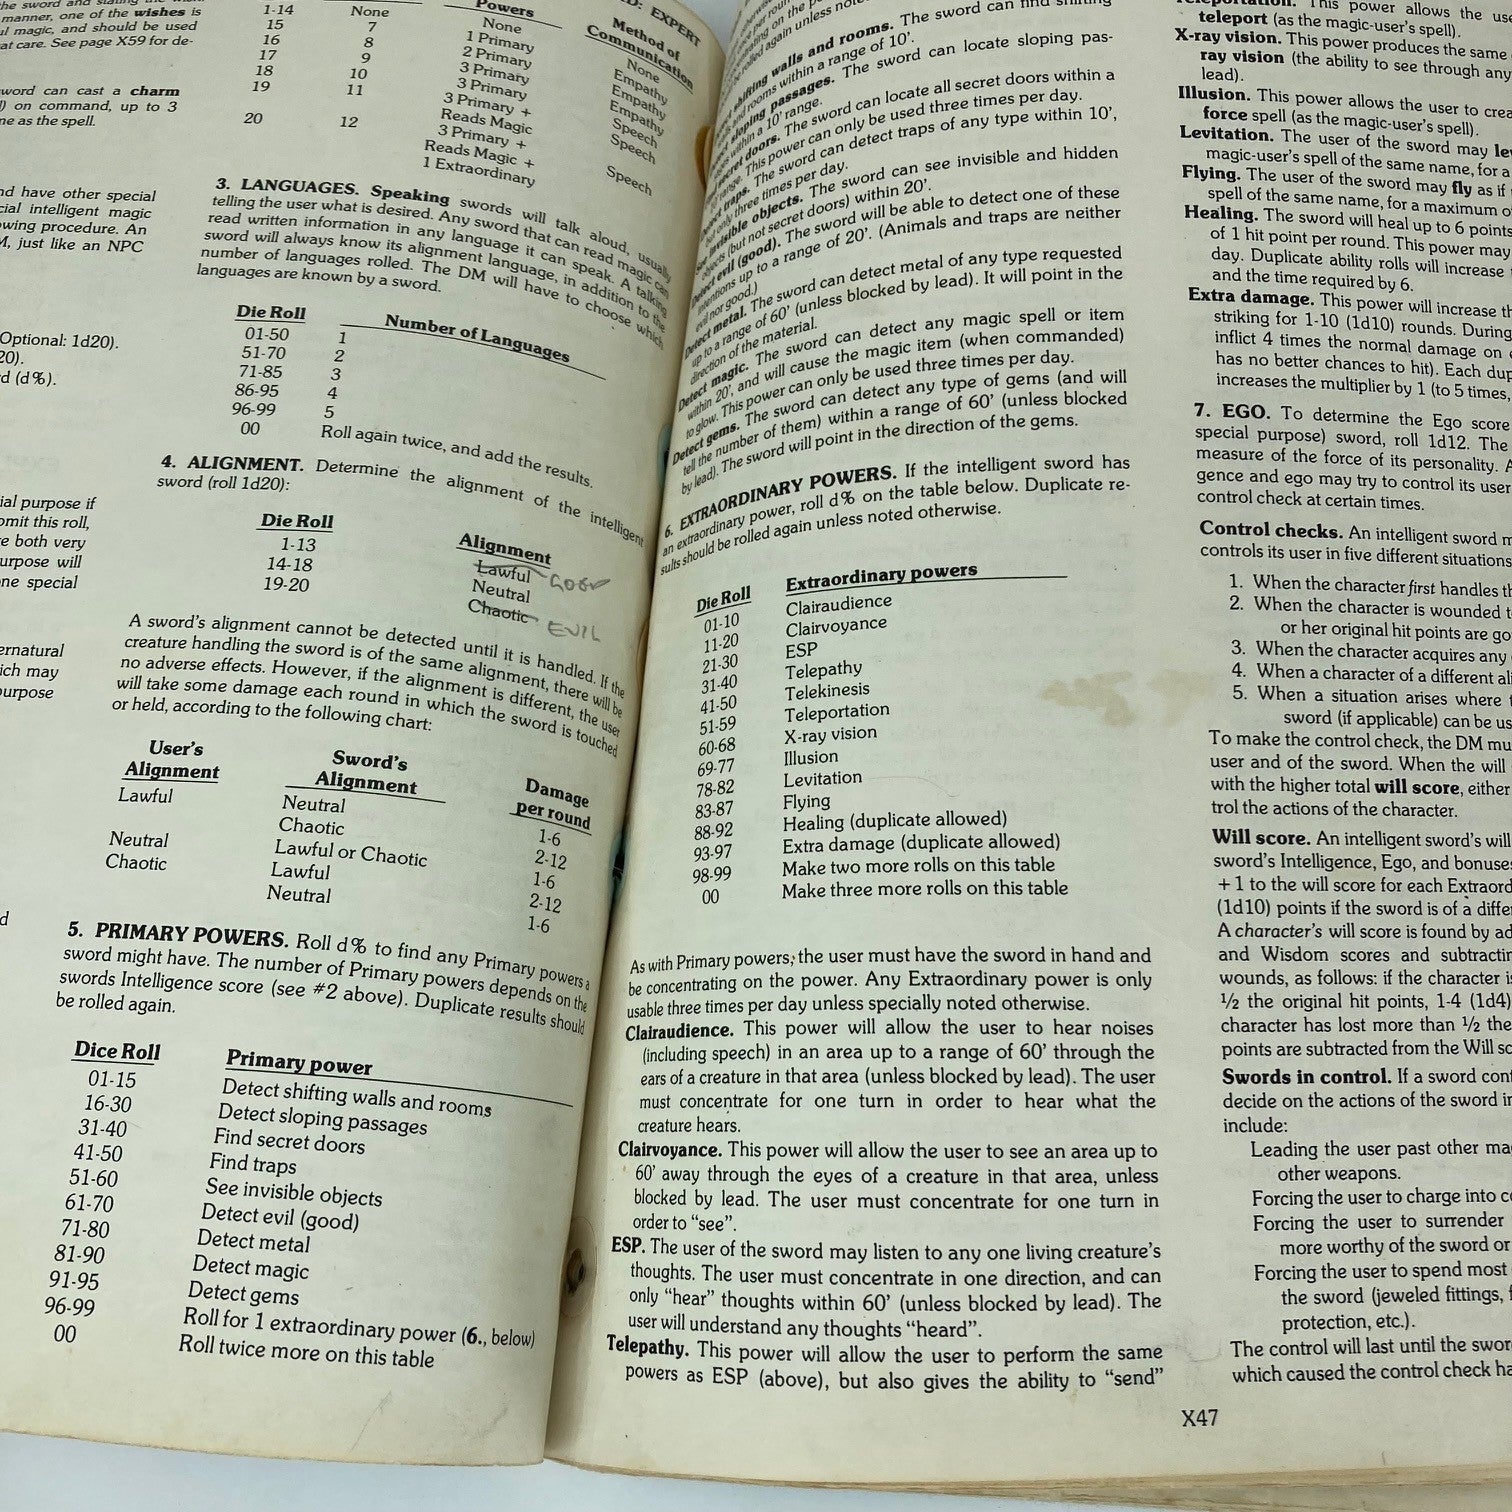 the sword and stating the wish.
manner, one of the wishes is
ul magic, and should be used
at care. See page X59 for de-
word can cast a charm
) on command, up to 3
me as the spell.
nd have other special
cial intelligent magic
owing procedure. An
M, just like an NPC
Optional: 1d20).
20).
rd (d%).
ial purpose if
omit this roll,
e both very
urpose will
ne special
ernatural
ich may
purpose
d
ED: EXPERT
Powers
Method of
Communication
1-14 None None None
15 7 1 Primary Empathy
16 8 2 Primary Empathy
17 9 3 Primary Empathy
18 10 3 Primary Speech
19 11 3 Primary + Speech
Reads Magic
20 12 3 Primary + Speech
Reads Magic +
1 Extraordinary
3. LANGUAGES. Speaking swords will talk aloud, usually
telling the user what is desired. Any sword that can read magic can
read written information in any language it can speak. A talking
sword will always know its alignment language, in addition to the
number of languages rolled. The DM will have to choose which
languages are known by a sword.
Die Roll Number of Languages
01-50 1
51-70 2
71-85 3
86-95 4
96-99 5
00 Roll again twice, and add the results.
4. ALIGNMENT. Determine the alignment of the intelligent
sword (roll 1d20):
Die Roll Alignment
1-13 Lawful GOOD
14-18 Neutral
19-20 Chaotic EVIL
A sword's alignment cannot be detected until it is handled. If the
creature handling the sword is of the same alignment, there will be
no adverse effects. However, if the alignment is different, the user
will take some damage each round in which the sword is touched
or held, according to the following chart:
User's Sword's Damage
Alignment Alignment per round
Lawful Neutral 1-6
Chaotic 2-12
Neutral Lawful or Chaotic 1-6
Chaotic Lawful 2-12
Neutral 1-6
5. PRIMARY POWERS. Roll d% to find any Primary powers a
sword might have. The number of Primary powers depends on the
swords Intelligence score (see #2 above). Duplicate results should
be rolled again.
Dice Roll Primary power
01-15 Detect shifting walls and rooms
16-30 Detect sloping passages
31-40 Find secret doors
41-50 Find traps
51-60 See invisible objects
61-70 Detect evil (good)
71-80 Detect metal
81-90 Detect magic
91-95 Detect gems
96-99 Roll for 1 extraordinary power (6., below)
00 Roll twice more on this table
shifting walls and rooms. The sword can find shifting
and rooms within a range of 10'.
sloping passages. The sword can locate sloping pas-
within a 10' range.
secret doors. The sword can locate all secret doors within a
range. This power can only be used three times per day.
traps. The sword can detect traps of any type within 10',
but only three times per day.
See invisible objects. The sword can see invisible and hidden
objects (but not secret doors) within 20'.
Detect evil (good). The sword will be able to detect one of these
intentions up to a range of 20'. (Animals and traps are neither
evil nor good.)
Detect metal. The sword can detect metal of any type requested
up to a range of 60' (unless blocked by lead). It will point in the
direction of the material.
Detect magic. The sword can detect any magic spell or item
within 20', and will cause the magic item (when commanded)
to glow. This power can only be used three times per day.
Detect gems. The sword can detect any type of gems (and will
tell the number of them) within a range of 60' (unless blocked
by lead). The sword will point in the direction of the gems.
6. EXTRAORDINARY POWERS. If the intelligent sword has
an extraordinary power, roll d% on the table below. Duplicate re-
sults should be rolled again unless noted otherwise.
Die Roll Extraordinary powers
01-10 Clairaudience
11-20 Clairvoyance
21-30 ESP
31-40 Telepathy
41-50 Telekinesis
51-59 Teleportation
60-68 X-ray vision
69-77 Illusion
78-82 Levitation
83-87 Flying
88-92 Healing (duplicate allowed)
93-97 Extra damage (duplicate allowed)
98-99 Make two more rolls on this table
00 Make three more rolls on this table
As with Primary powers, the user must have the sword in hand and
be concentrating on the power. Any Extraordinary power is only
usable three times per day unless specially noted otherwise.
Clairaudience. This power will allow the user to hear noises
(including speech) in an area up to a range of 60' through the
ears of a creature in that area (unless blocked by lead). The user
must concentrate for one turn in order to hear what the
creature hears.
Clairvoyance. This power will allow the user to see an area up to
60' away through the eyes of a creature in that area, unless
blocked by lead. The user must concentrate for one turn in
order to "see".
ESP. The user of the sword may listen to any one living creature's
thoughts. The user must concentrate in one direction, and can
only "hear" thoughts within 60' (unless blocked by lead). The
user will understand any thoughts "heard".
Telepathy. This power will allow the user to perform the same
powers as ESP (above), but also gives the ability to "send"
Teleportation. This power allows the use
teleport (as the magic-user's spell).
X-ray vision. This power produces the same
ray vision (the ability to see through any
lead).
Illusion. This power allows the user to crea
force spell (as the magic-user's spell).
Levitation. The user of the sword may lev
magic-user's spell of the same name, for a
Flying. The user of the sword may fly as if
spell of the same name, for a maximum of
Healing. The sword will heal up to 6 points
of 1 hit point per round. This power may
day. Duplicate ability rolls will increase
and the time required by 6.
Extra damage. This power will increase th
striking for 1-10 (1d10) rounds. During
inflict 4 times the normal damage on
has no better chances to hit). Each dup
increases the multiplier by 1 (to 5 times,
7. EGO. To determine the Ego score
special purpose) sword, roll 1d12. The
measure of the force of its personality. A
gence and ego may try to control its user
control check at certain times.
Control checks. An intelligent sword m
controls its user in five different situations
1. When the character first handles th
2. When the character is wounded t
or her original hit points are go
3. When the character acquires any
4. When a character of a different ali
5. When a situation arises where t
sword (if applicable) can be us
To make the control check, the DM mu
user and of the sword. When the will
with the higher total will score, either
trol the actions of the character.
Will score. An intelligent sword's will
sword's Intelligence, Ego, and bonuses
+1 to the will score for each Extraord
(1d10) points if the sword is of a differ
A character's will score is found by ad
and Wisdom scores and subtractin
wounds, as follows: if the character is
½ the original hit points, 1-4 (1d4)
character has lost more than ½ the
points are subtracted from the Will sc
Swords in control. If a sword cont
decide on the actions of the sword in
include:
Leading the user past other ma
other weapons.
Forcing the user to charge into co
Forcing the user to surrender
more worthy of the sword or
Forcing the user to spend most
the sword (jeweled fittings, f
protection, etc.).
The control will last until the swor
which caused the control check ha
X47